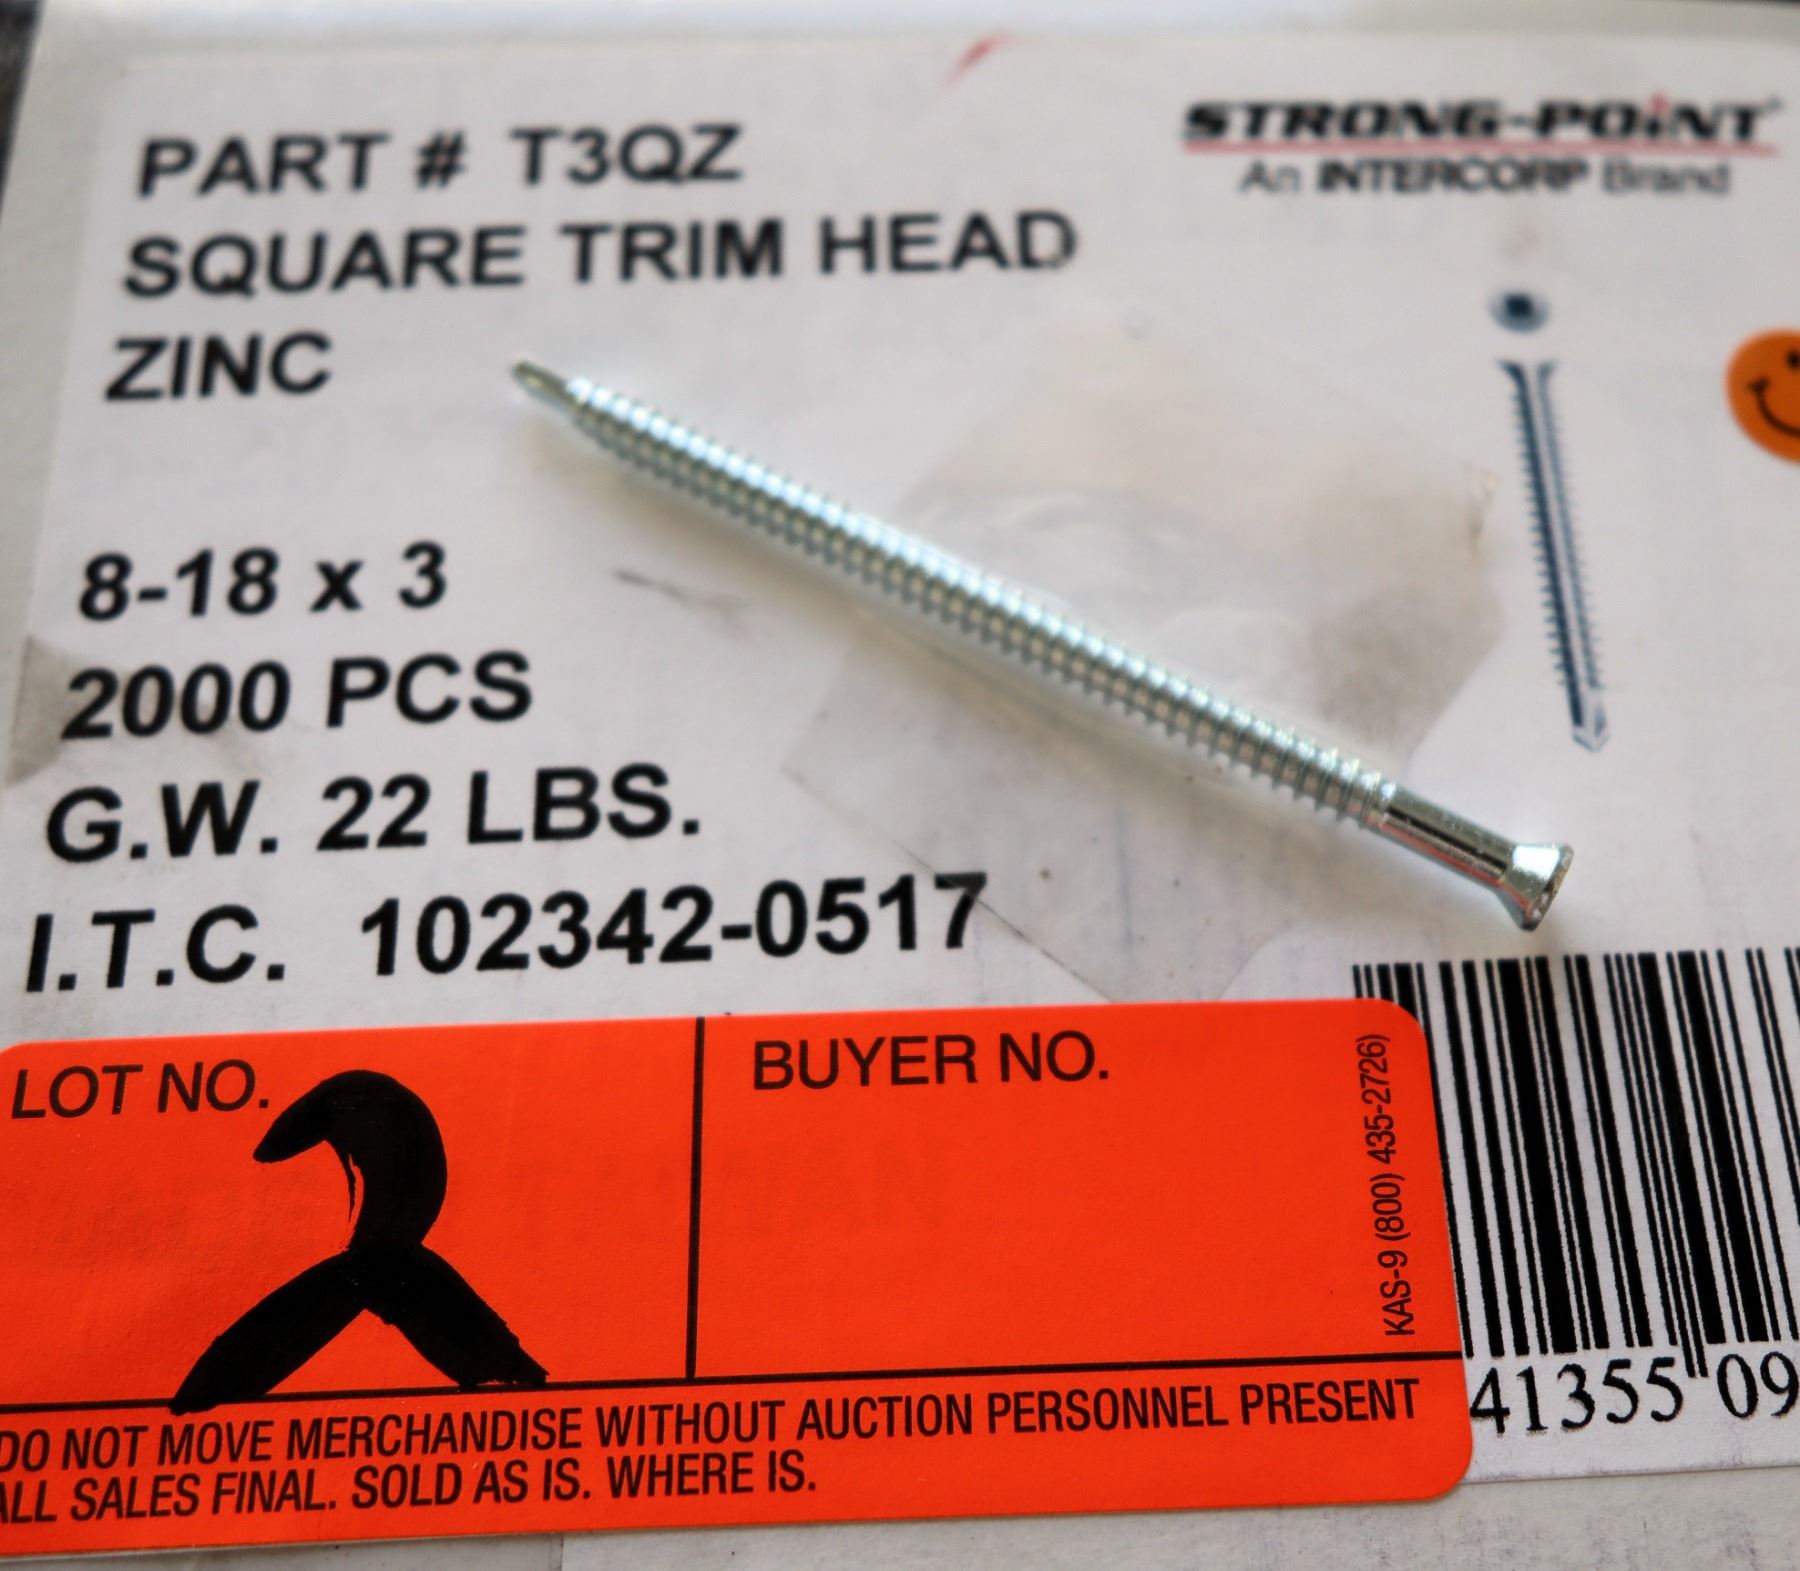 PART # T3QZ
SQUARE TRIM HEAD
ZINC
STRONG-POiNT
An INTERCORP Brand
8-18 x 3
2000 PCS
G.W. 22 LBS.
I.T.C. 102342-0517
LOT NO. 2
BUYER NO.
KAS-9 (800) 435-2726)
DO NOT MOVE MERCHANDISE WITHOUT AUCTION PERSONNEL PRESENT
ALL SALES FINAL. SOLD AS IS. WHERE IS.
41355 09